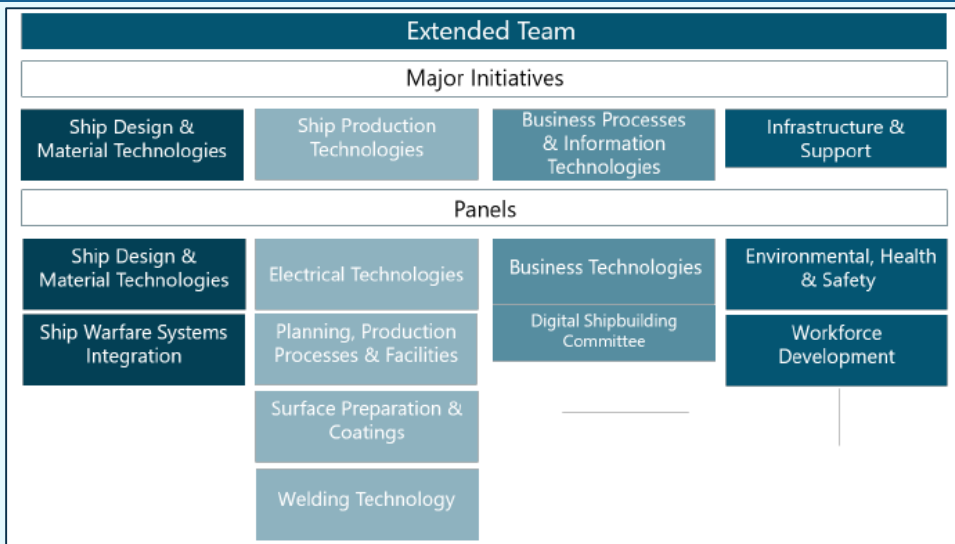 Extended Team
Major Initiatives
Ship Design &
Material Technologies
Ship Production
Technologies
Business Processes
& Information
Technologies
Infrastructure &
Support
Panels
Ship Design &
Material Technologies
Electrical Technologies
Business Technologies
Environmental, Health
& Safety
Ship Warfare Systems
Integration
Planning, Production
Processes & Facilities
Digital Shipbuilding
Committee
Workforce
Development
Surface Preparation &
Coatings
Welding Technology